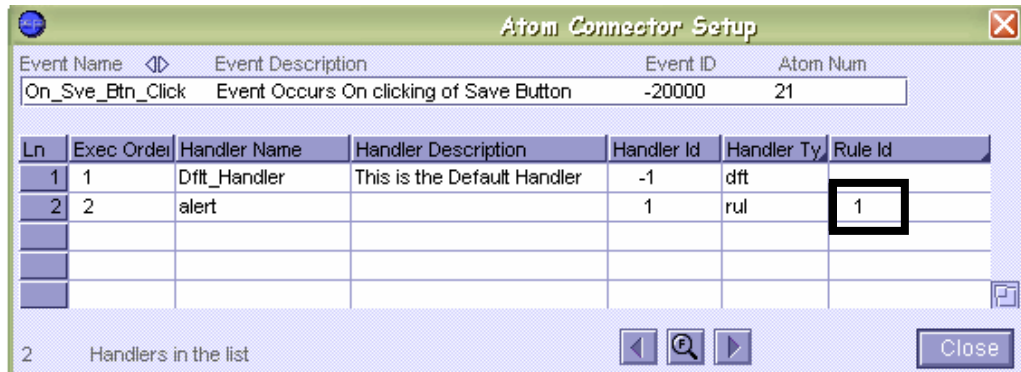 Atom Connector Setup
Event Name Event Description Event ID Atom Num
On_Sve_Btn_Click Event Occurs On clicking of Save Button -20000 21
Ln Exec Order Handler Name Handler Description Handler Id Handler Ty Rule Id
1 1 Dflt_Handler This is the Default Handler -1 dft
2 2 alert 1 rul 1
2 Handlers in the list Close